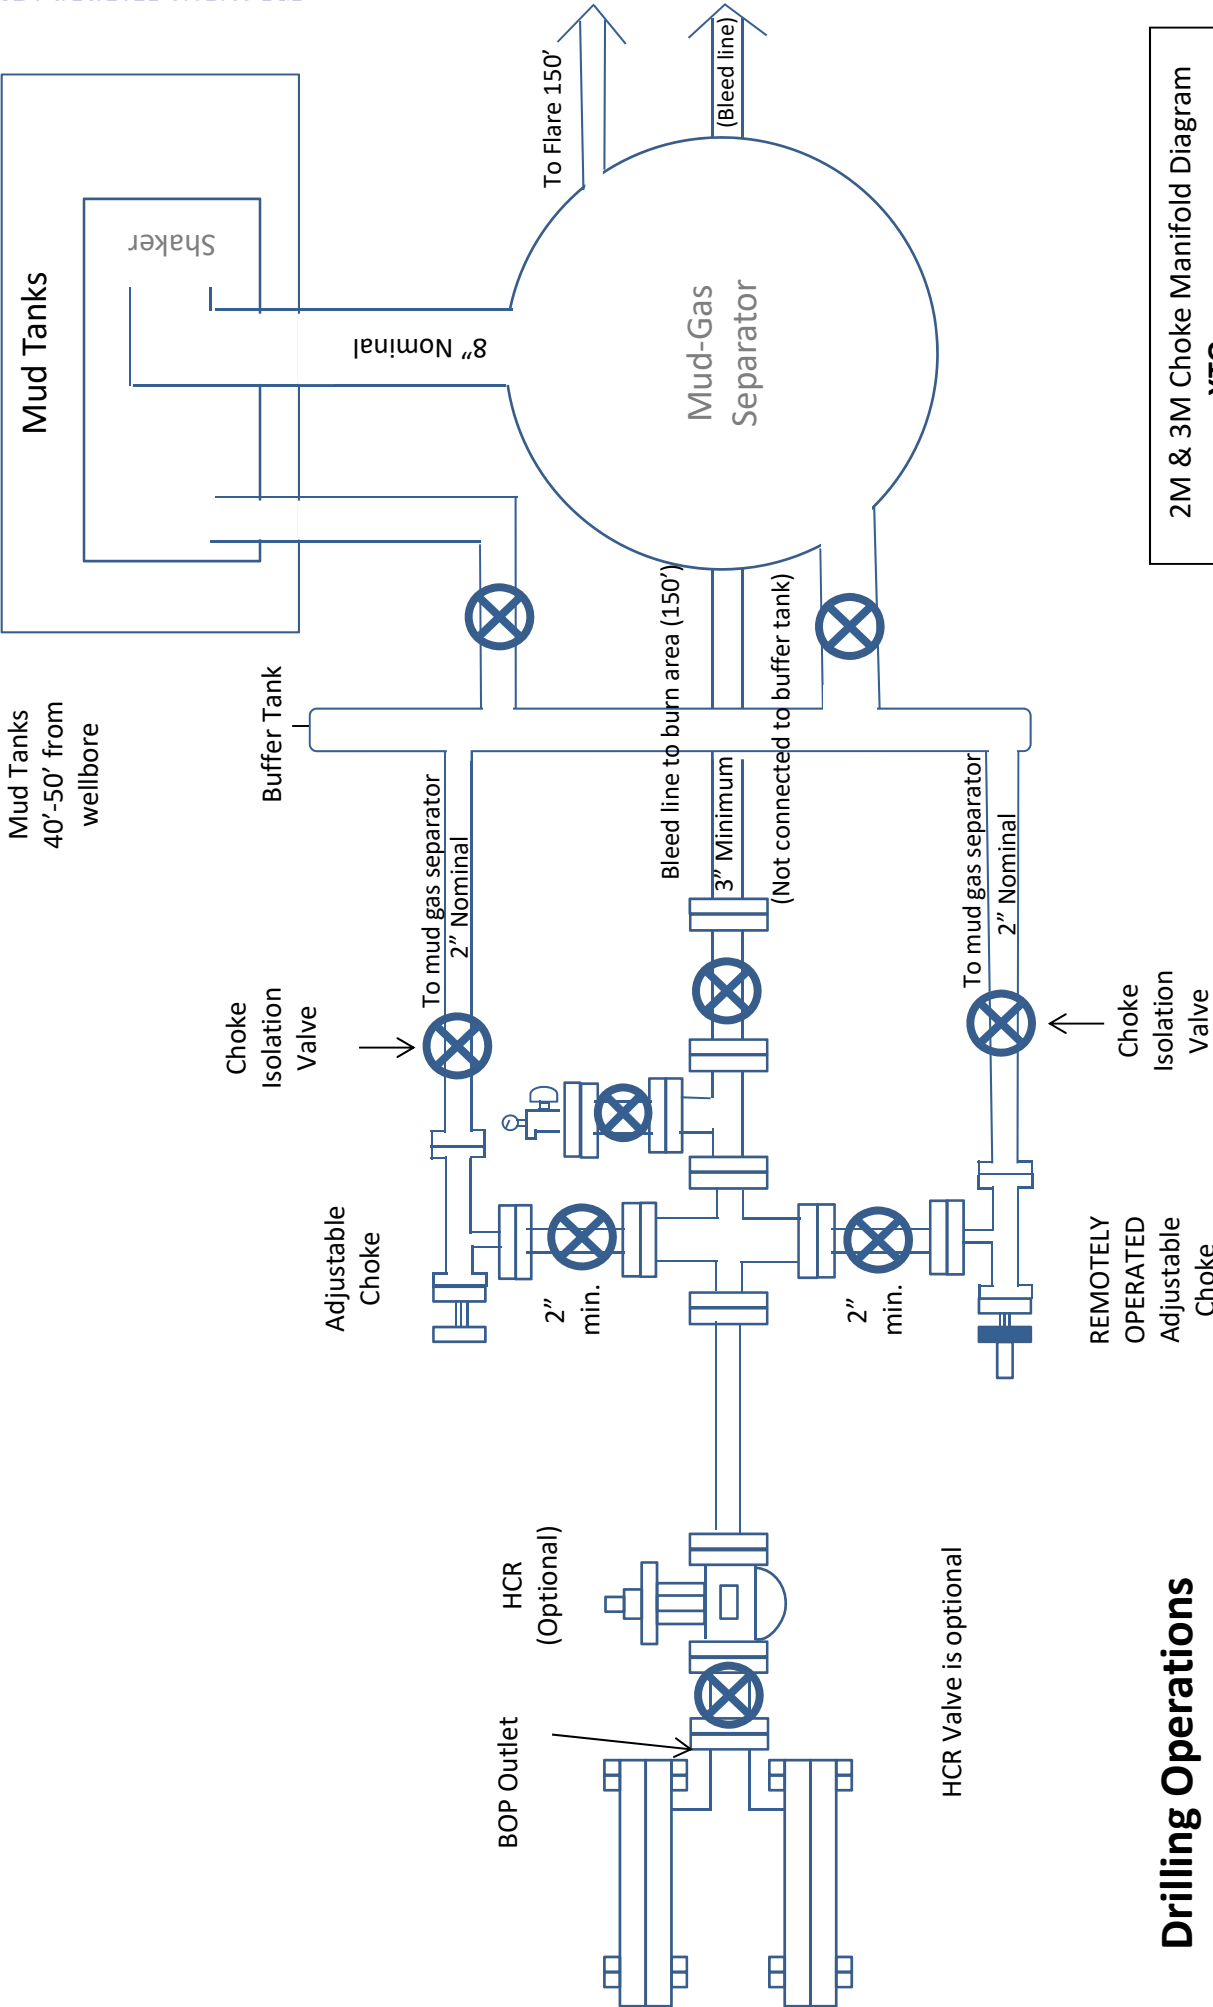 Mud Tanks
40’-50’ from
wellbore
Mud Tanks
Shaker
8” Nominal
To Flare 150’
(Bleed line)
Mud-Gas
Separator
Buffer Tank
To mud gas separator
2” Nominal
Bleed line to burn area (150’)
3” Minimum
(Not connected to buffer tank)
To mud gas separator
2” Nominal
Choke
Isolation
Valve
Choke
Isolation
Valve
Adjustable
Choke
2”
min.
2”
min.
REMOTELY
OPERATED
Adjustable
Choke
HCR
(Optional)
BOP Outlet
HCR Valve is optional
Drilling Operations
2M & 3M Choke Manifold Diagram
XTO